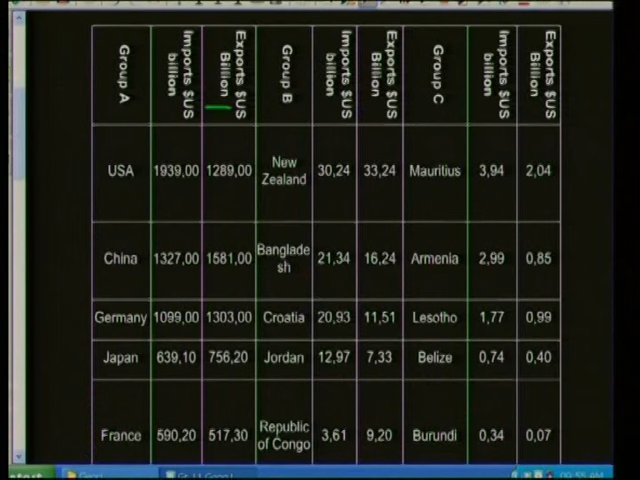 Group A
Imports $US billion
Exports $US Billion
Group B
Imports $US billion
Exports $US Billion
Group C
Imports $US billion
Exports $US Billion
USA 1939,00 1289,00 New Zealand 30,24 33,24 Mauritius 3,94 2,04
China 1327,00 1581,00 Banglade sh 21,34 16,24 Armenia 2,99 0,85
Germany 1099,00 1303,00 Croatia 20,93 11,51 Lesotho 1,77 0,99
Japan 639,10 756,20 Jordan 12,97 7,33 Belize 0,74 0,40
France 590,20 517,30 Republic of Congo 3,61 9,20 Burundi 0,34 0,07
start
09:55 AM